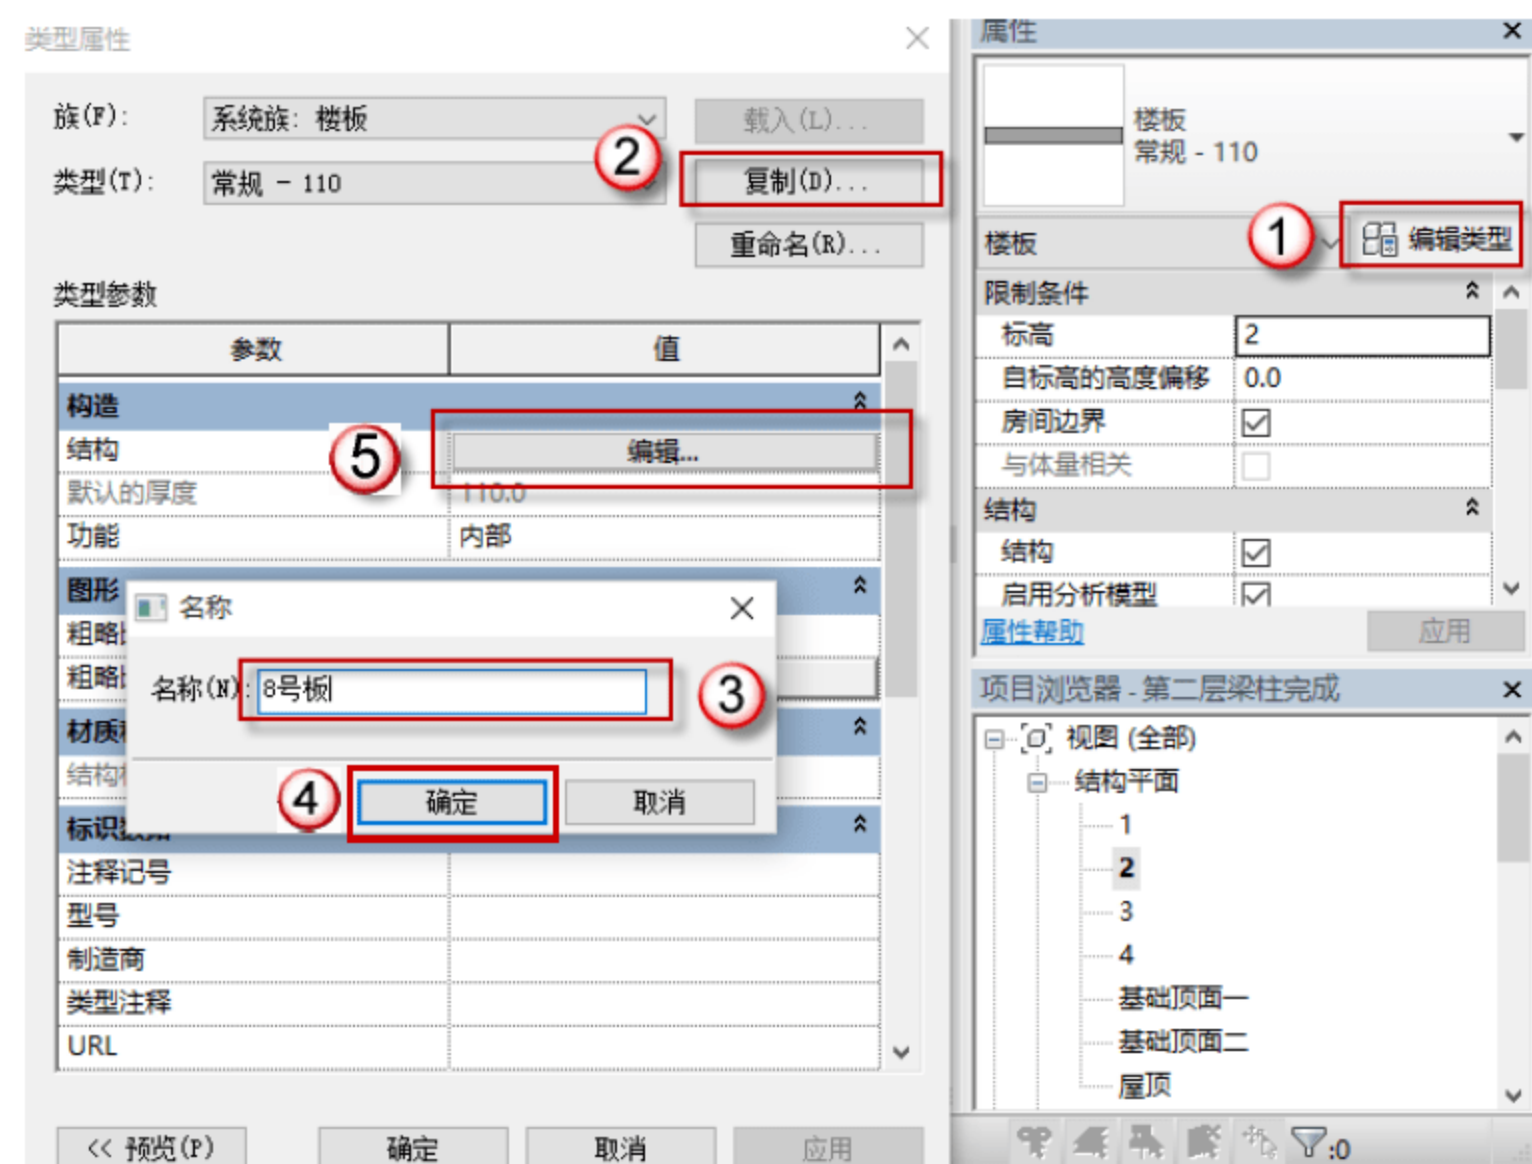 类型属性
族(F):
系统族: 楼板
载入(L)...
2
类型(T):
常规 - 110
复制(D)...
重命名(R)...
类型参数
参数
值
构造
结构
5
编辑...
默认的厚度
110.0
功能
内部
图形
粗略
粗略
材质
结构
标识
名称
名称(N):
8号板
3
4
确定
取消
注释记号
型号
制造商
类型注释
URL
<< 预览(P)
确定
取消
应用
属性
楼板
常规 - 110
楼板
1
编辑类型
限制条件
标高
2
自标高的高度偏移
0.0
房间边界
与体量相关
结构
结构
启用分析模型
属性帮助
应用
项目浏览器 - 第二层梁柱完成
视图 (全部)
结构平面
1
2
3
4
基础顶面一
基础顶面二
屋顶
:0